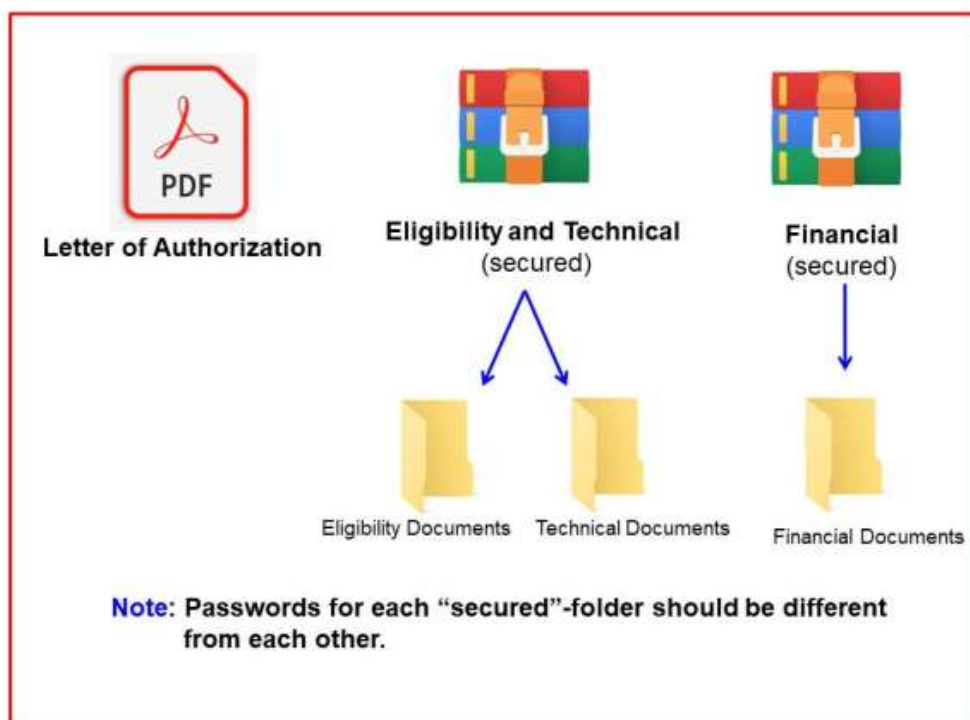 PDF
Letter of Authorization
Eligibility and Technical
(secured)
Financial
(secured)
Eligibility Documents
Technical Documents
Financial Documents
Note: Passwords for each “secured”-folder should be different
from each other.